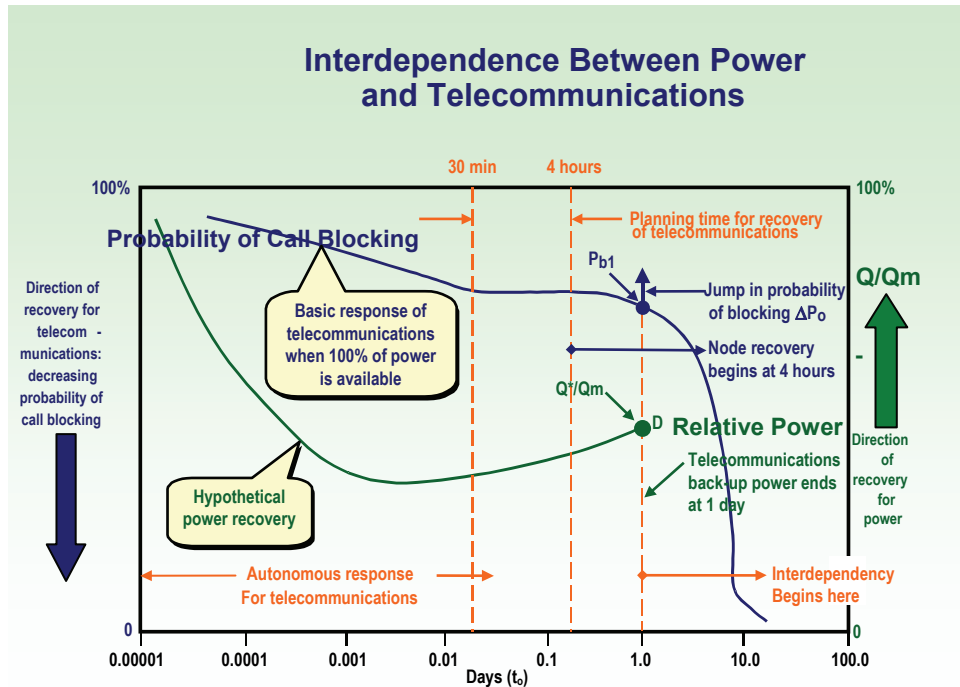 Interdependence Between Power
and Telecommunications
30 min
4 hours
100%
100%
Planning time for recovery
of telecommunications
Probability of Call Blocking
Pb1
Q/Qm
Direction of
recovery for
telecom -
munications:
decreasing
probability of
call blocking
Jump in probability
of blocking ΔPo
Basic response of
telecommunications
when 100% of power
is available
Node recovery
begins at 4 hours
-
Q*/Qm
D
Relative Power
Direction
of
recovery
for
power
Telecommunications
back-up power ends
at 1 day
Hypothetical
power recovery
Autonomous response
For telecommunications
Interdependency
Begins here
0
0
0.00001
0.0001
0.001
0.01
0.1
1.0
10.0
100.0
Days (to)